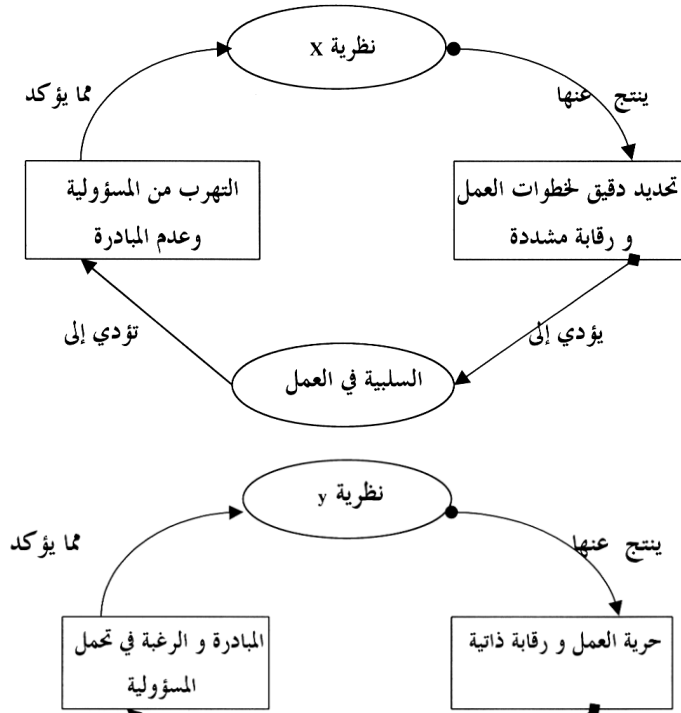 نظرية X
ينتج عنها
مما يؤكد
تحديد دقيق لخطوات العمل
و رقابة مشددة
التهرب من المسؤولية
وعدم المبادرة
يؤدي إلى
تؤدي إلى
السلبية في العمل
نظرية y
ينتج عنها
مما يؤكد
حرية العمل و رقابة ذاتية
المبادرة و الرغبة في تحمل
المسؤولية